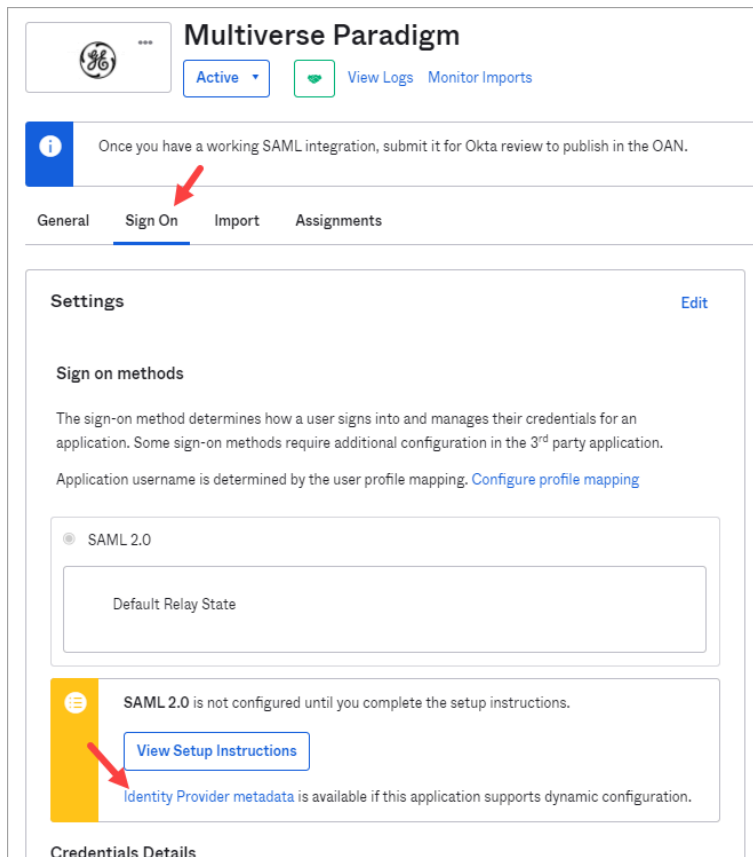 Multiverse Paradigm
Active View Logs Monitor Imports
Once you have a working SAML integration, submit it for Okta review to publish in the OAN.
General Sign On Import Assignments
Settings Edit
Sign on methods
The sign-on method determines how a user signs into and manages their credentials for an
application. Some sign-on methods require additional configuration in the 3rd party application.
Application username is determined by the user profile mapping. Configure profile mapping
SAML 2.0
Default Relay State
SAML 2.0 is not configured until you complete the setup instructions.
View Setup Instructions
Identity Provider metadata is available if this application supports dynamic configuration.
Credentials Details